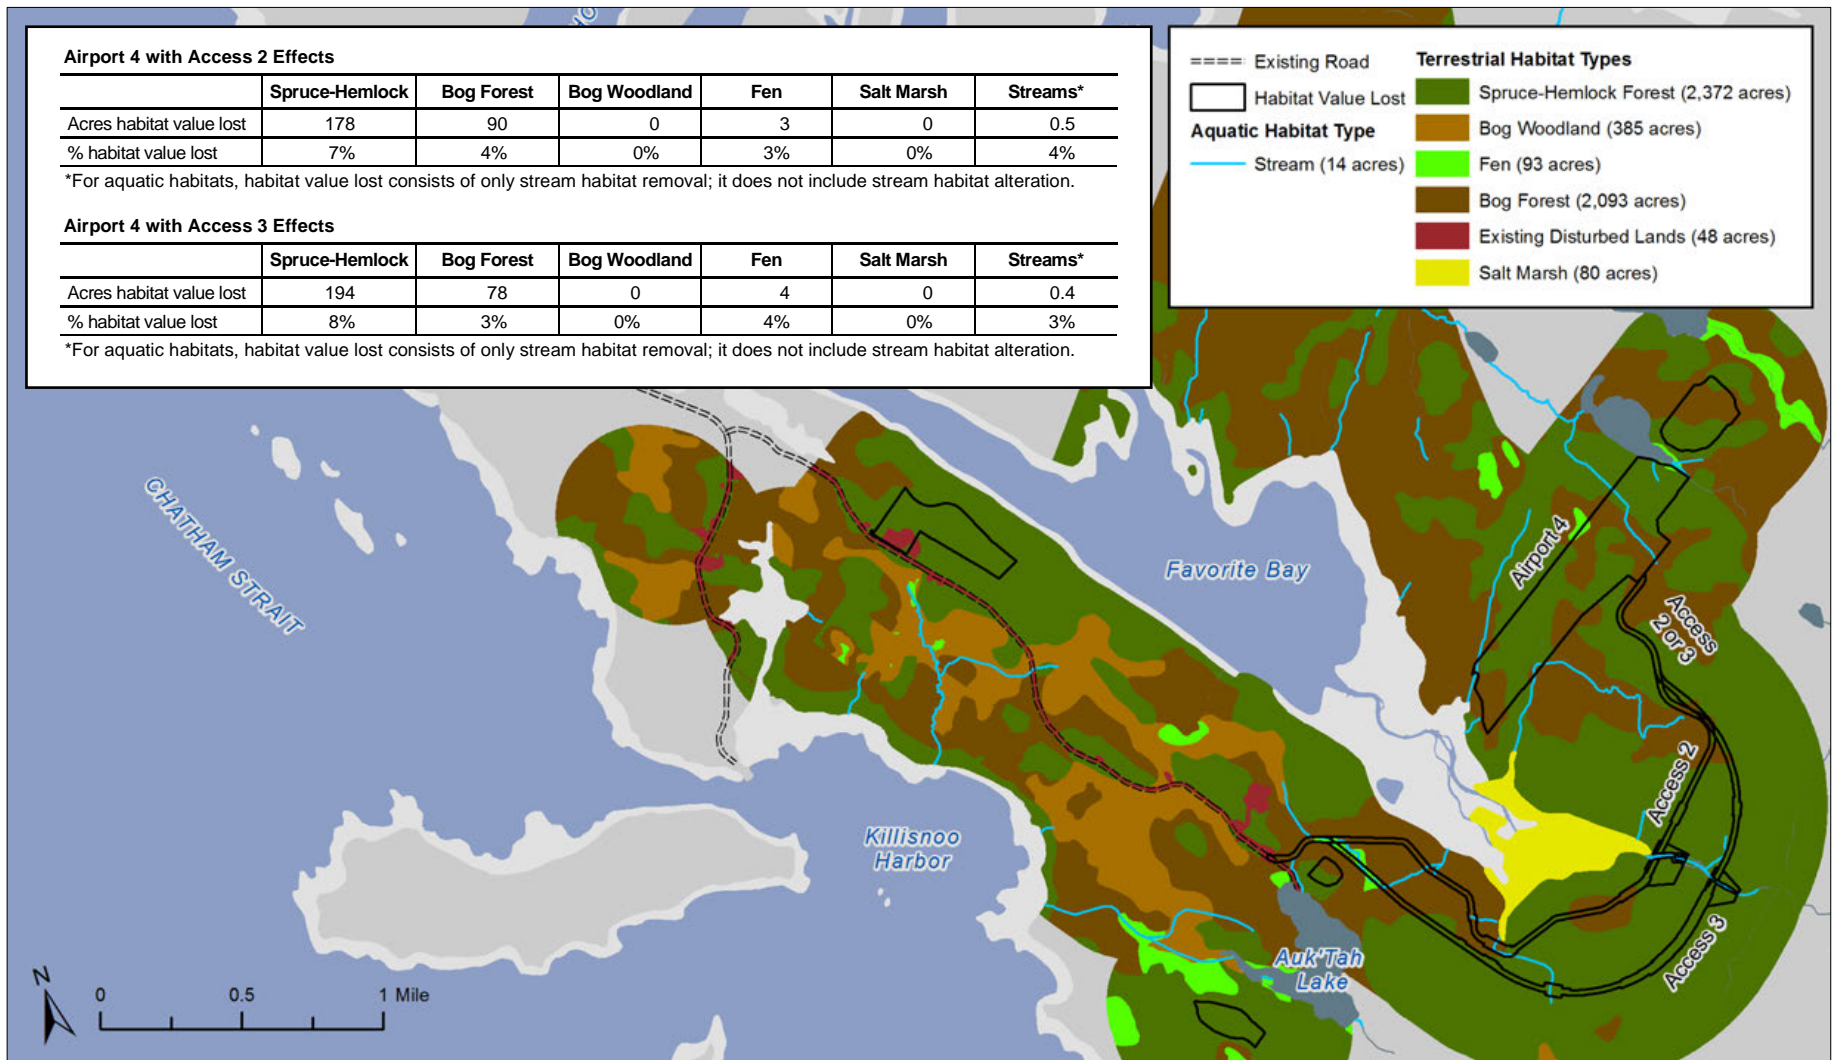 Airport 4 with Access 2 Effects
Spruce-Hemlock Bog Forest Bog Woodland Fen Salt Marsh Streams*
Acres habitat value lost 178 90 0 3 0 0.5
% habitat value lost 7% 4% 0% 3% 0% 4%
*For aquatic habitats, habitat value lost consists of only stream habitat removal; it does not include stream habitat alteration.
Airport 4 with Access 3 Effects
Spruce-Hemlock Bog Forest Bog Woodland Fen Salt Marsh Streams*
Acres habitat value lost 194 78 0 4 0 0.4
% habitat value lost 8% 3% 0% 4% 0% 3%
*For aquatic habitats, habitat value lost consists of only stream habitat removal; it does not include stream habitat alteration.
Existing Road
Habitat Value Lost
Aquatic Habitat Type
Stream (14 acres)
Terrestrial Habitat Types
Spruce-Hemlock Forest (2,372 acres)
Bog Woodland (385 acres)
Fen (93 acres)
Bog Forest (2,093 acres)
Existing Disturbed Lands (48 acres)
Salt Marsh (80 acres)
CHATHAM STRAIT
Favorite Bay
Airport 4
Access
2 or 3
Access 2
Access 3
Killisnoo
Harbor
Auk'Tah
Lake
N
0 0.5 1 Mile